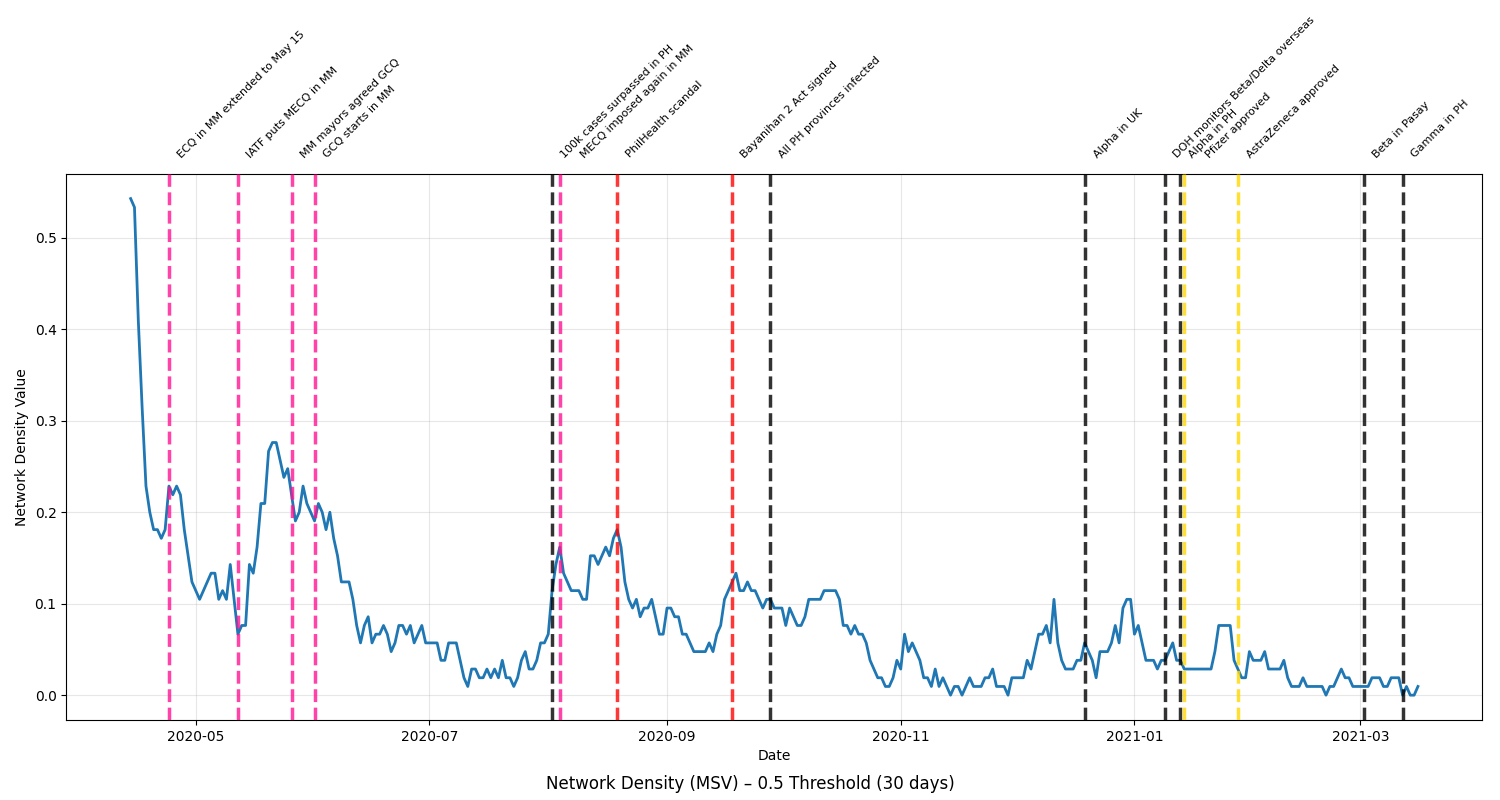 ECQ in MM extended to May 15
IATF puts MECQ in MM
MM mayors agreed GCQ
GCQ starts in MM
100k cases surpassed in PH
MECQ imposed again in MM
PhilHealth scandal
Bayanihan 2 Act signed
All PH provinces infected
Alpha in UK
DOH monitors Beta/Delta overseas
Alpha in PH
Pfizer approved
AstraZeneca approved
Beta in Pasay
Gamma in PH
Network Density Value
0.5
0.4
0.3
0.2
0.1
0.0
2020-05
2020-07
2020-09
2020-11
2021-01
2021-03
Date
Network Density (MSV) – 0.5 Threshold (30 days)